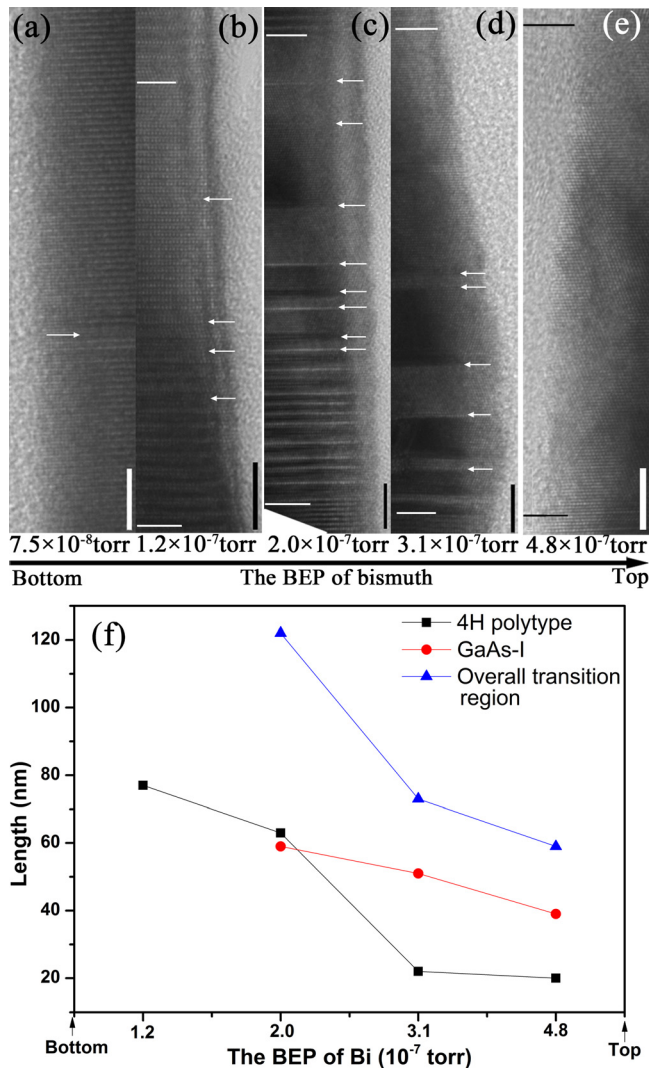 (a) (b) (c) (d) (e)
7.5×10-8torr 1.2×10-7torr 2.0×10-7torr 3.1×10-7torr 4.8×10-7torr
Bottom The BEP of bismuth Top
(f)
4H polytype
GaAs-I
Overall transition
region
120
100
80
60
40
20
Length (nm)
1.2 2.0 3.1 4.8
Bottom The BEP of Bi (10-7 torr) Top